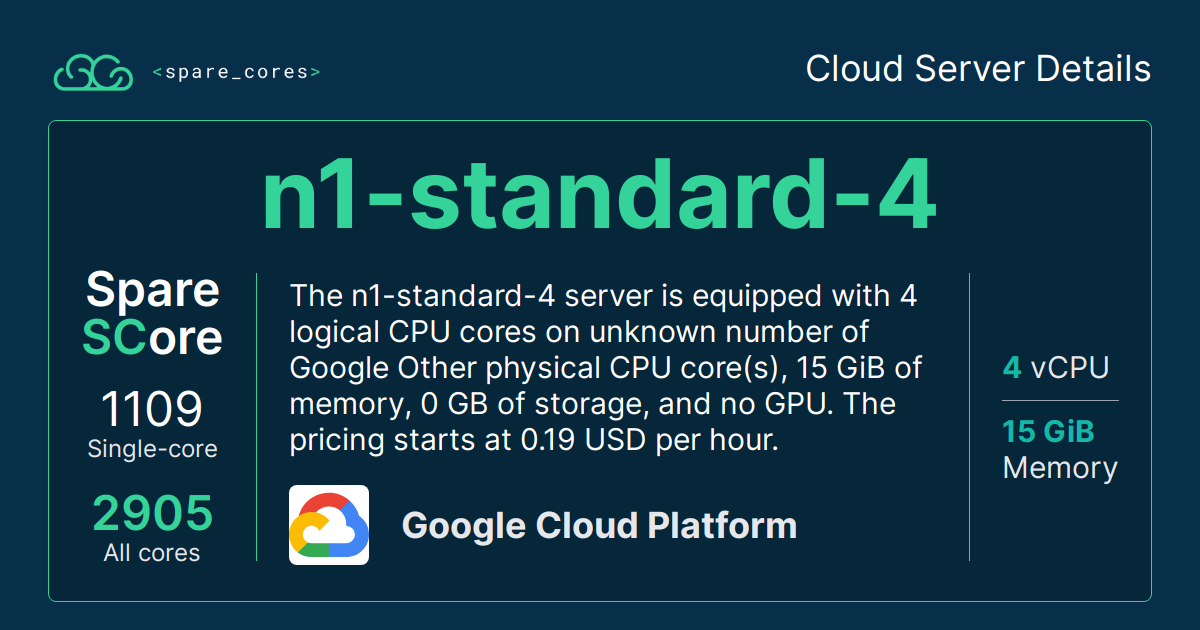 <spare_cores>
Cloud Server Details
n1-standard-4
Spare
SCore
1109
Single-core
2905
All cores
The n1-standard-4 server is equipped with 4
logical CPU cores on unknown number of
Google Other physical CPU core(s), 15 GiB of
memory, 0 GB of storage, and no GPU. The
pricing starts at 0.19 USD per hour.
Google Cloud Platform
4 vCPU
15 GiB
Memory